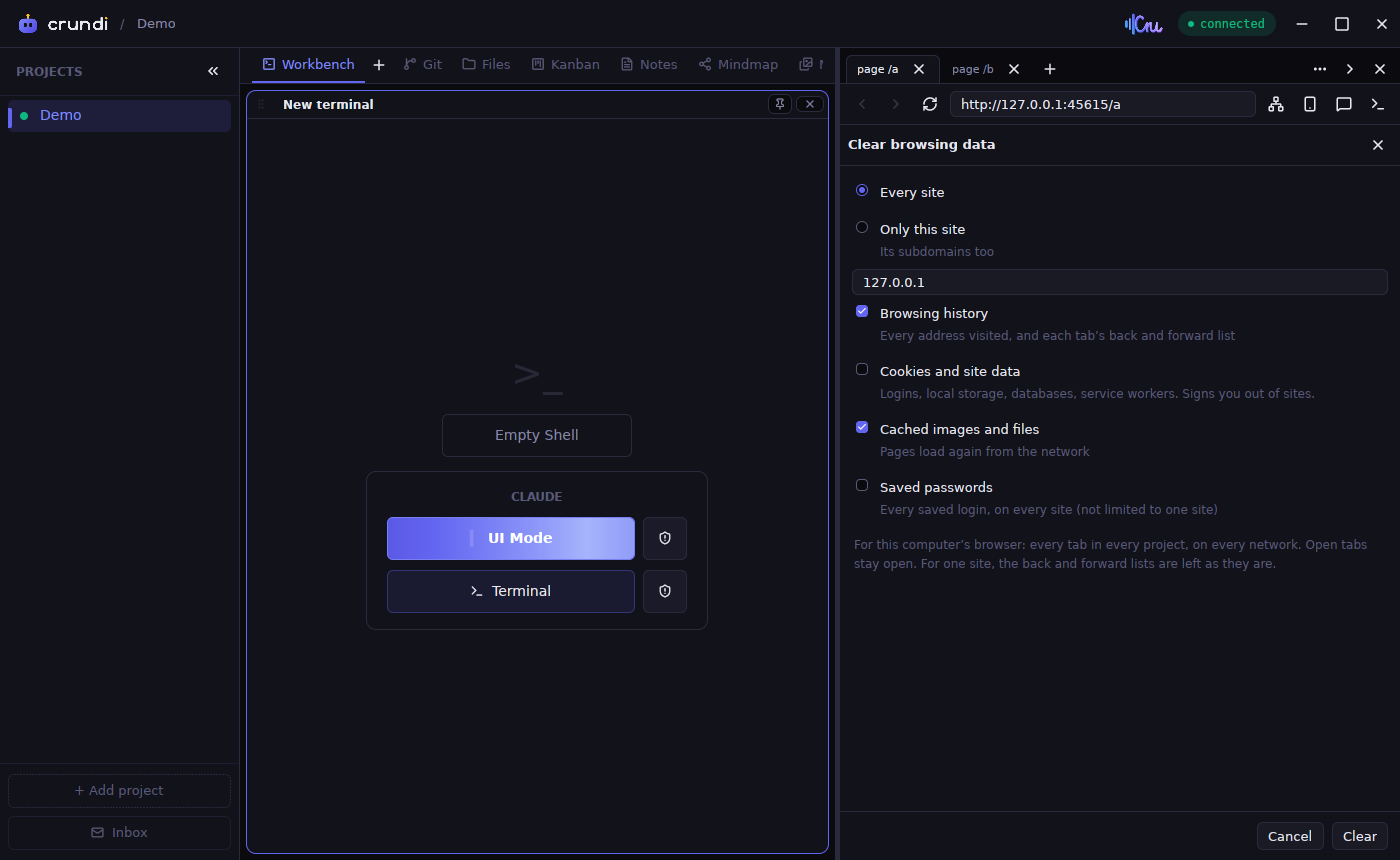 crundi / Demo
Cru
connected
PROJECTS
Demo
+ Add project
Inbox
Workbench
Git
Files
Kanban
Notes
Mindmap
New terminal
>_
Empty Shell
CLAUDE
UI Mode
Terminal
page /a
page /b
http://127.0.0.1:45615/a
Clear browsing data
Every site
Only this site
Its subdomains too
127.0.0.1
Browsing history
Every address visited, and each tab’s back and forward list
Cookies and site data
Logins, local storage, databases, service workers. Signs you out of sites.
Cached images and files
Pages load again from the network
Saved passwords
Every saved login, on every site (not limited to one site)
For this computer’s browser: every tab in every project, on every network. Open tabs
stay open. For one site, the back and forward lists are left as they are.
Cancel
Clear